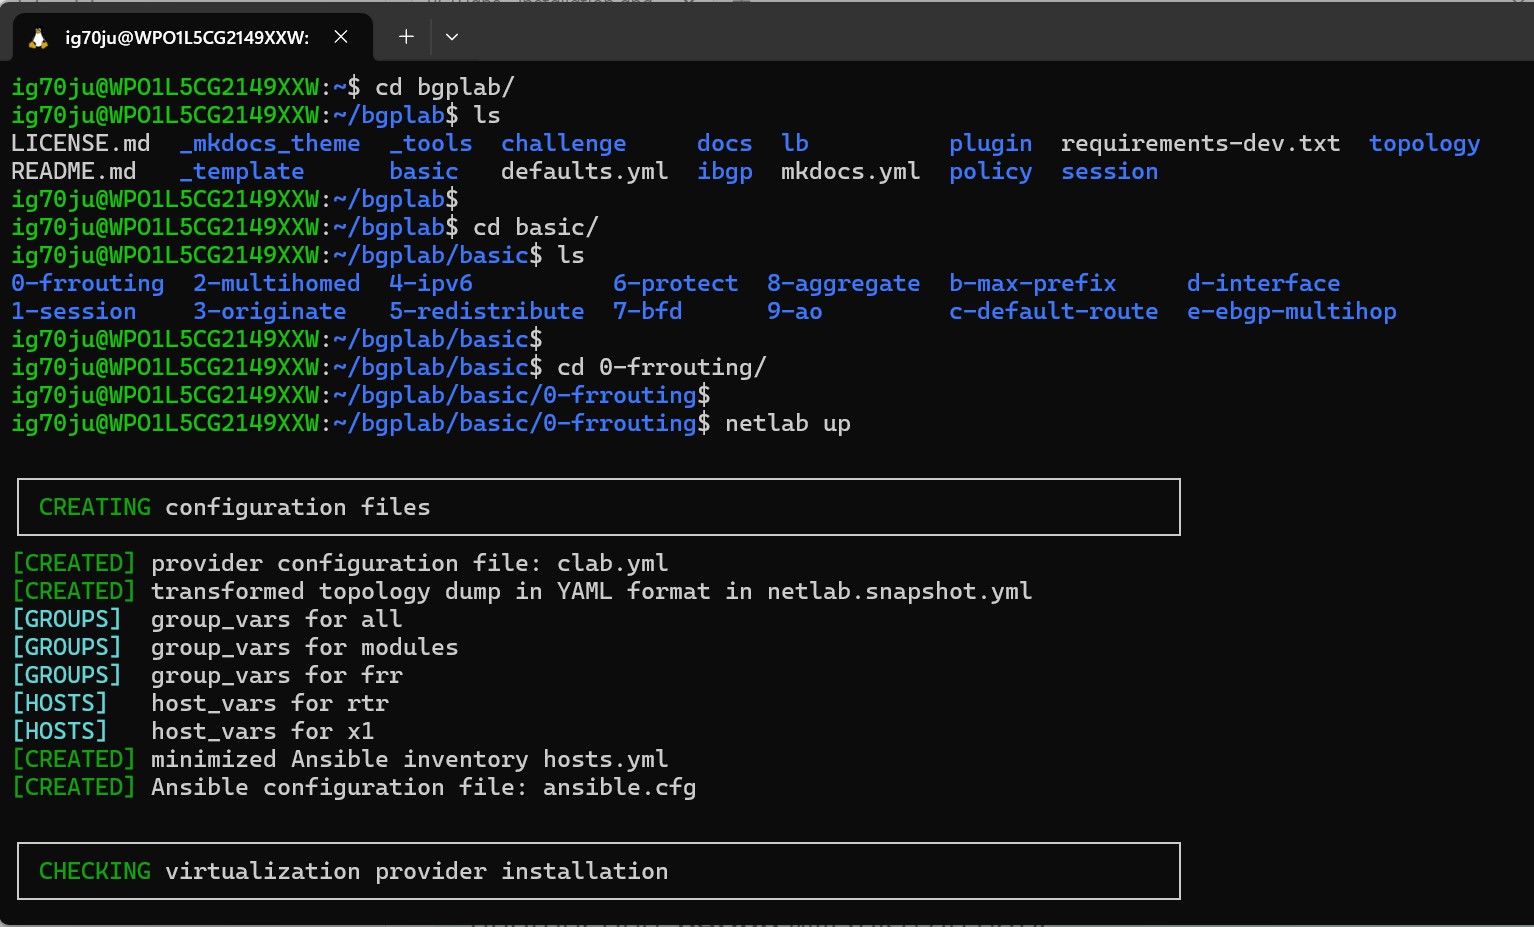 ig70ju@WPO1L5CG2149XXW:
ig70ju@WPO1L5CG2149XXW:~$ cd bgplab/
ig70ju@WPO1L5CG2149XXW:~/bgplab$ ls
LICENSE.md _mkdocs_theme _tools challenge docs lb plugin requirements-dev.txt topology
README.md _template basic defaults.yml ibgp mkdocs.yml policy session
ig70ju@WPO1L5CG2149XXW:~/bgplab$
ig70ju@WPO1L5CG2149XXW:~/bgplab$ cd basic/
ig70ju@WPO1L5CG2149XXW:~/bgplab/basic$ ls
0-frrouting 2-multihomed 4-ipv6 6-protect 8-aggregate b-max-prefix d-interface
1-session 3-originate 5-redistribute 7-bfd 9-ao c-default-route e-ebgp-multihop
ig70ju@WPO1L5CG2149XXW:~/bgplab/basic$
ig70ju@WPO1L5CG2149XXW:~/bgplab/basic$ cd 0-frrouting/
ig70ju@WPO1L5CG2149XXW:~/bgplab/basic/0-frrouting$
ig70ju@WPO1L5CG2149XXW:~/bgplab/basic/0-frrouting$ netlab up
CREATING configuration files
[CREATED] provider configuration file: clab.yml
[CREATED] transformed topology dump in YAML format in netlab.snapshot.yml
[GROUPS] group_vars for all
[GROUPS] group_vars for modules
[GROUPS] group_vars for frr
[HOSTS] host_vars for rtr
[HOSTS] host_vars for x1
[CREATED] minimized Ansible inventory hosts.yml
[CREATED] Ansible configuration file: ansible.cfg
CHECKING virtualization provider installation